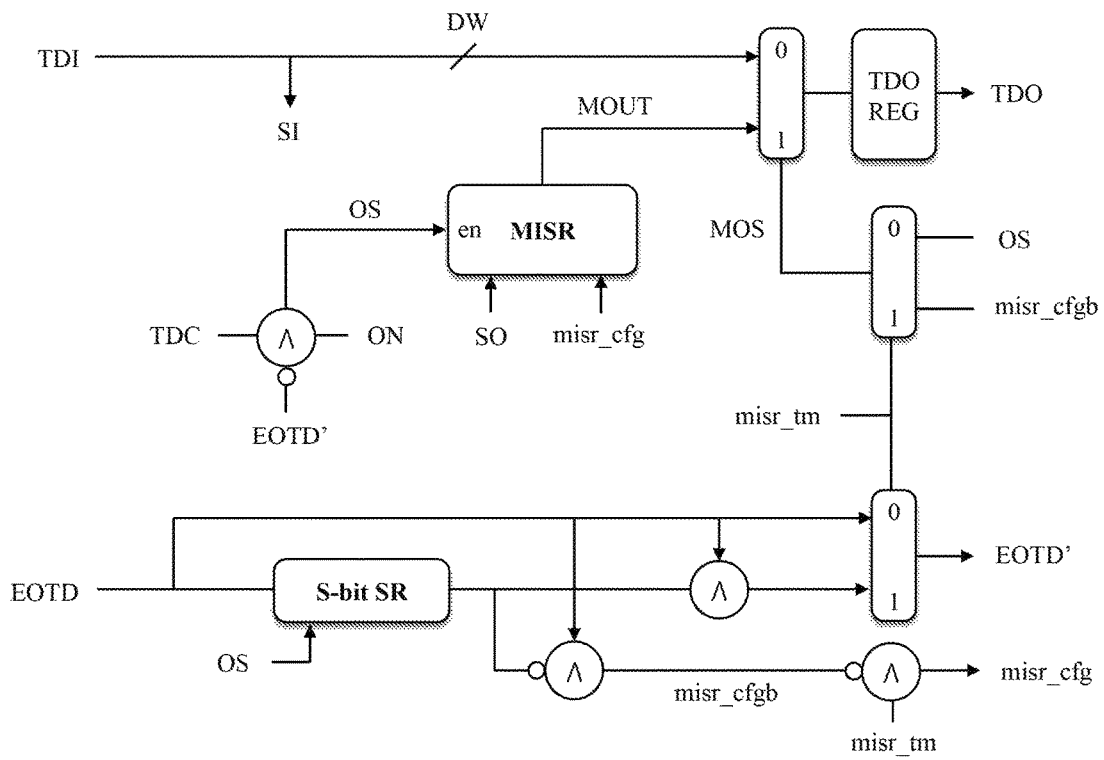 DW
TDI
0
TDO
REG
TDO
SI
MOUT
1
OS
en MISR
MOS
0
OS
TDC
Λ
ON
SO
misr_cfg
1
misr_cfgb
EOTD’
misr_tm
0
EOTD
S-bit SR
Λ
EOTD’
1
OS
Λ
misr_cfgb
Λ
misr_cfg
misr_tm